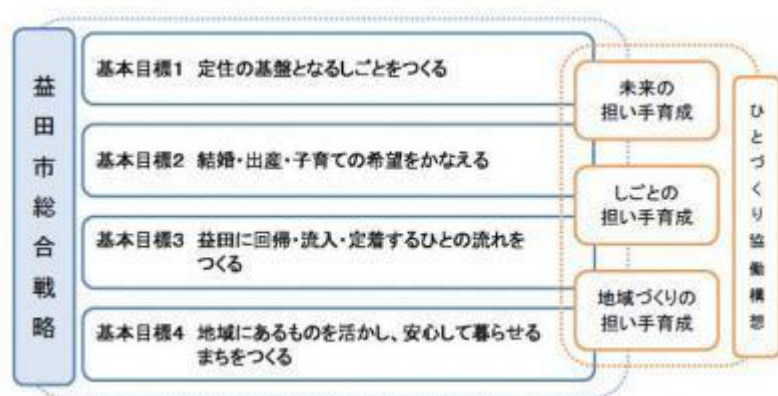 益田市総合戦略
基本目標1 定住の基盤となるしごとをつくる
基本目標2 結婚・出産・子育ての希望をかなえる
基本目標3 益田に回帰・流入・定着するひとの流れを
つくる
基本目標4 地域にあるものを活かし、安心して暮らせる
まちをつくる
未来の
担い手育成
しごとの
担い手育成
地域づくりの
担い手育成
ひとづくり協働構想